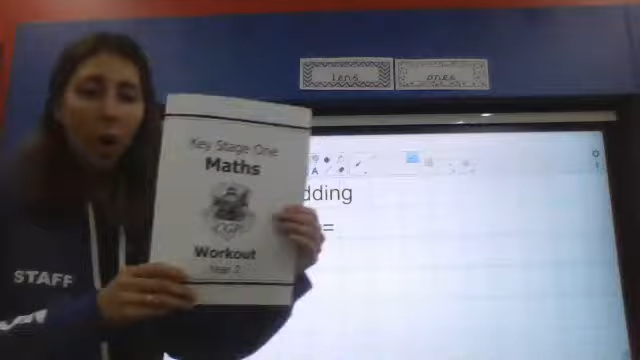 tens ones
Key Stage One
Maths
CGP
Workout
Year 2
dding
=
A
STAFF